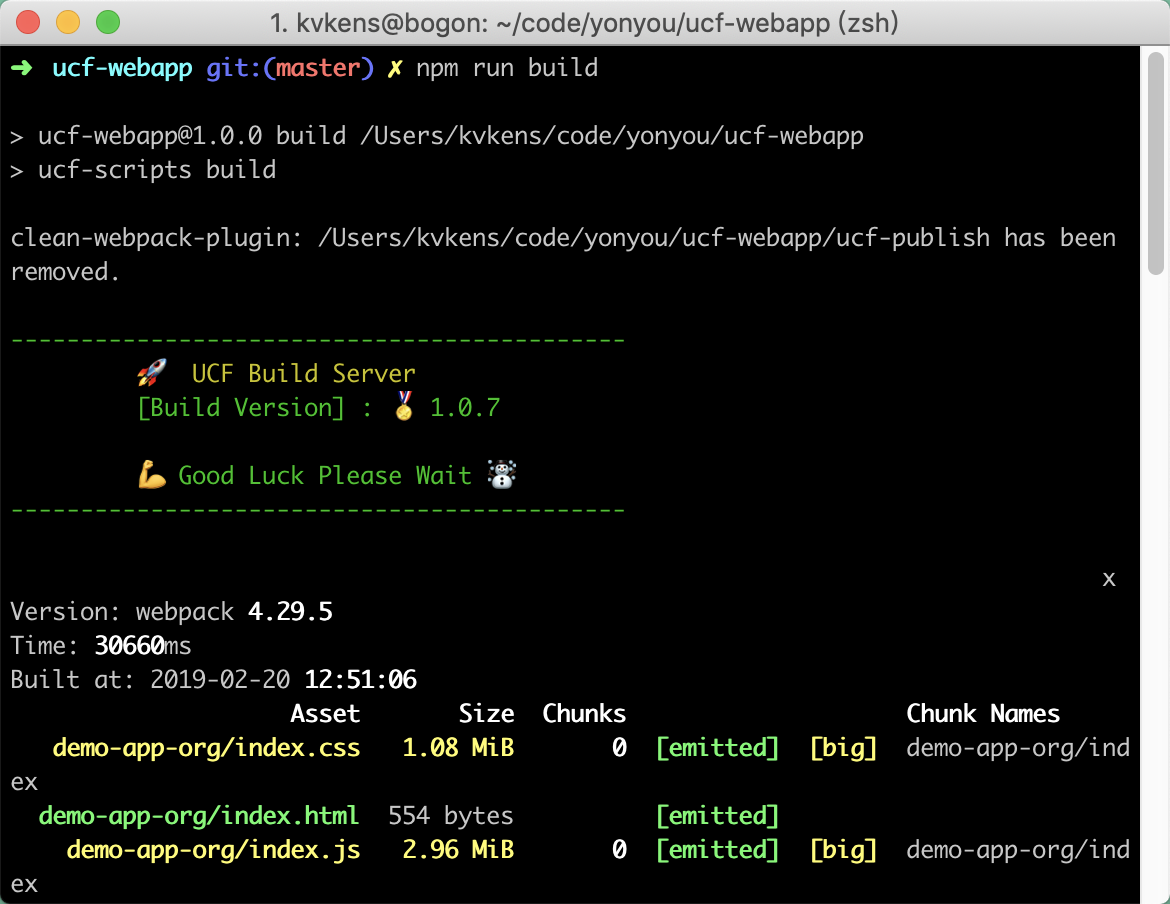 1. kvkens@bogon: ~/code/yonyou/ucf-webapp (zsh)
➜ ucf-webapp git:(master) ✗ npm run build
> ucf-webapp@1.0.0 build /Users/kvkens/code/yonyou/ucf-webapp
> ucf-scripts build
clean-webpack-plugin: /Users/kvkens/code/yonyou/ucf-publish has been
removed.
--------------------------------------------
🚀 UCF Build Server
[Build Version] : 🏅 1.0.7
💪 Good Luck Please Wait ☃
--------------------------------------------
x
Version: webpack 4.29.5
Time: 30660ms
Built at: 2019-02-20 12:51:06
Asset Size Chunks Chunk Names
demo-app-org/index.css 1.08 MiB 0 [emitted] [big] demo-app-org/ind
ex
demo-app-org/index.html 554 bytes [emitted]
demo-app-org/index.js 2.96 MiB 0 [emitted] [big] demo-app-org/ind
ex